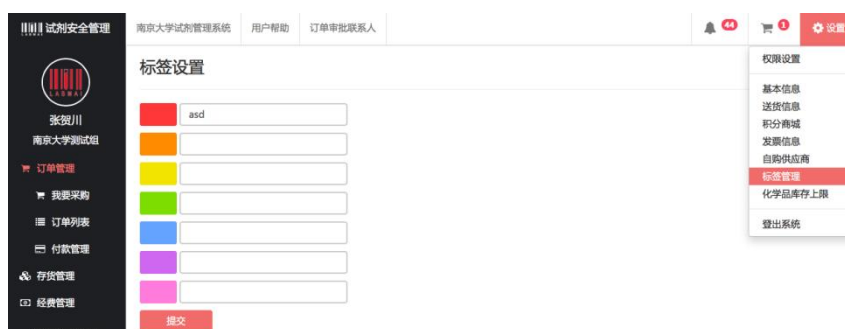 试剂安全管理
南京大学试剂管理系统 用户帮助 订单审批联系人 44 1 设置
LASWAI
张贺川
南京大学测试组
订单管理
我要采购
订单列表
付款管理
存货管理
经费管理
标签设置
asd
提交
权限设置
基本信息
送货信息
积分商城
发票信息
自购供应商
标签管理
化学品库存上限
登出系统